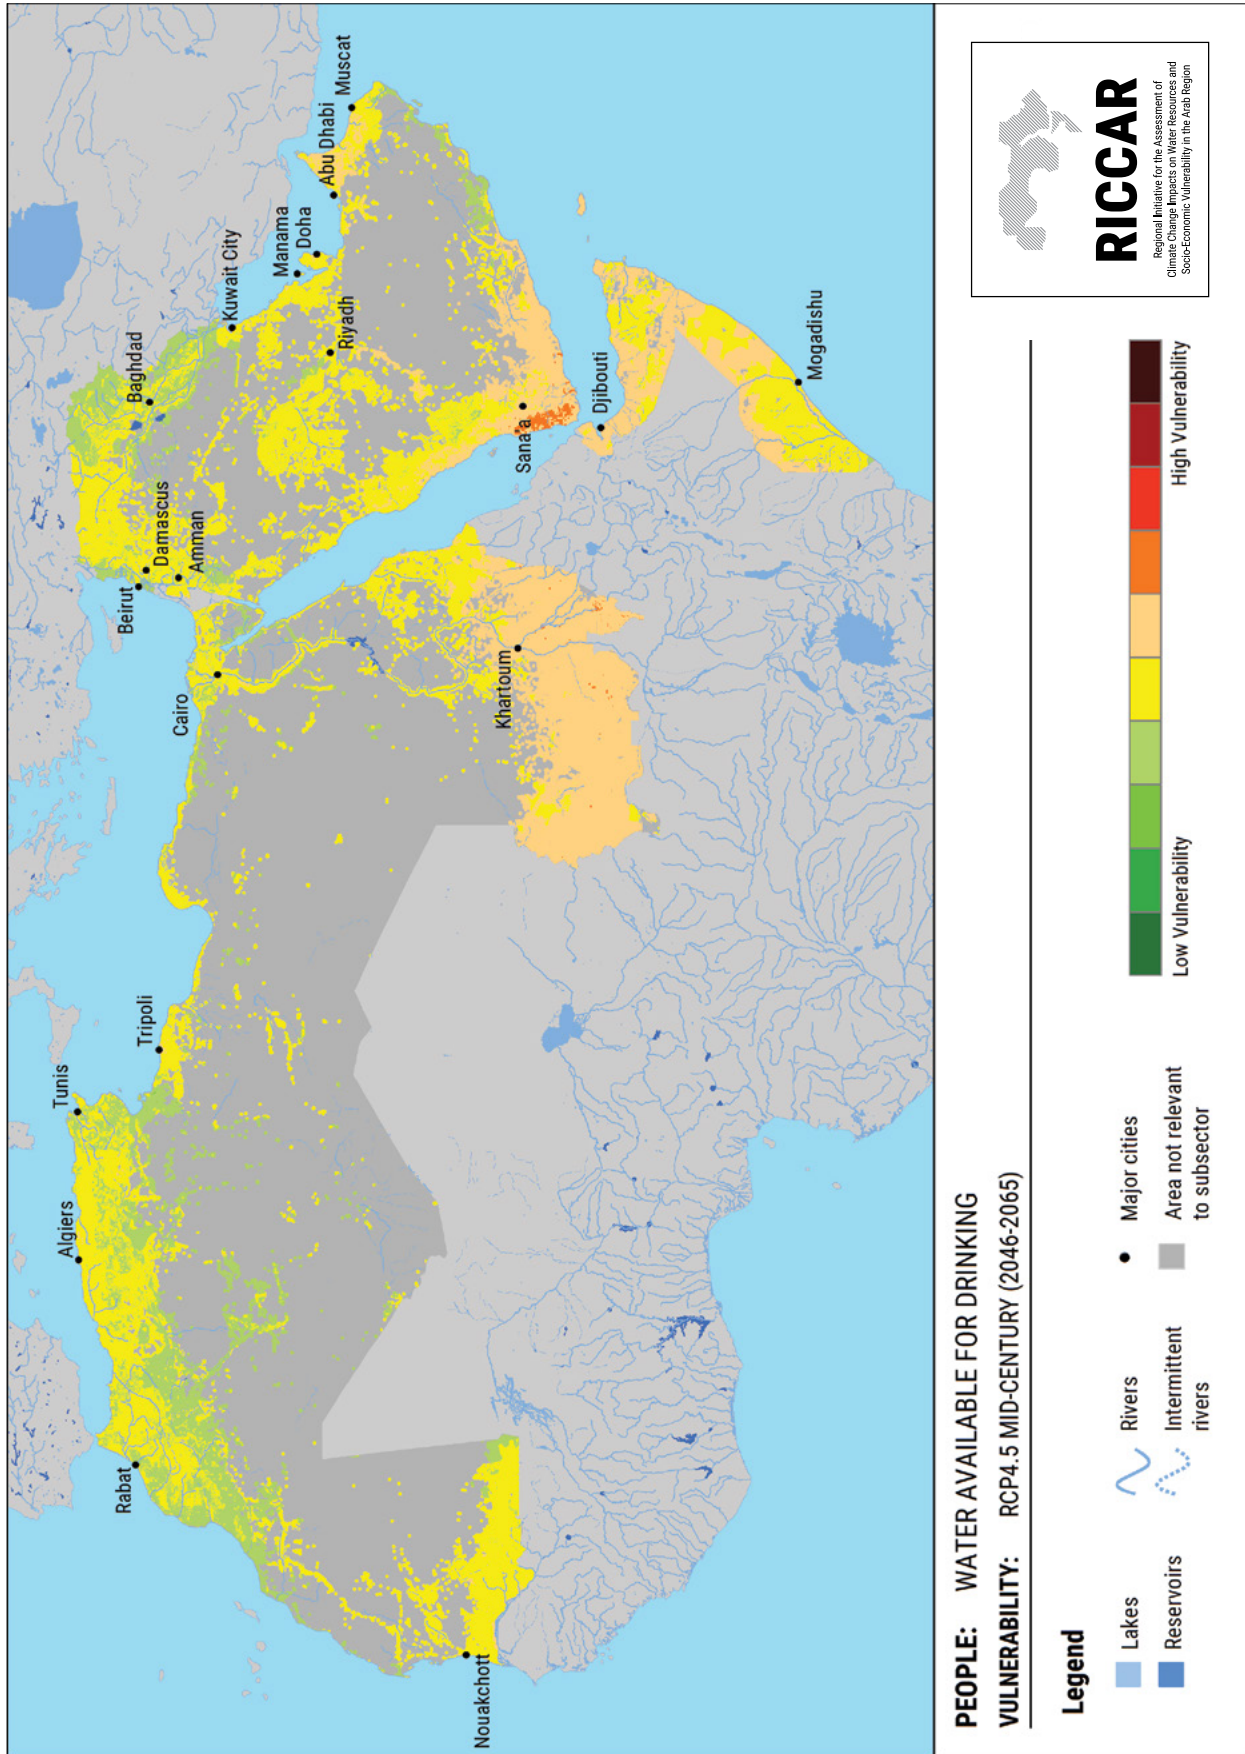 Rabat
Algiers
Tunis
Tripoli
Beirut
Damascus
Amman
Cairo
Baghdad
Kuwait City
Manama
Doha
Abu Dhabi
Muscat
Riyadh
Nouakchott
Khartoum
Sana'a
Djibouti
Mogadishu
PEOPLE: WATER AVAILABLE FOR DRINKING
VULNERABILITY: RCP4.5 MID-CENTURY (2046-2065)
Legend
Lakes
Reservoirs
Rivers
Intermittent
rivers
Major cities
Area not relevant
to subsector
Low Vulnerability
High Vulnerability
RICCAR
Regional Initiative for the Assessment of
Climate Change Impacts on Water Resources and
Socio-Economic Vulnerability in the Arab Region